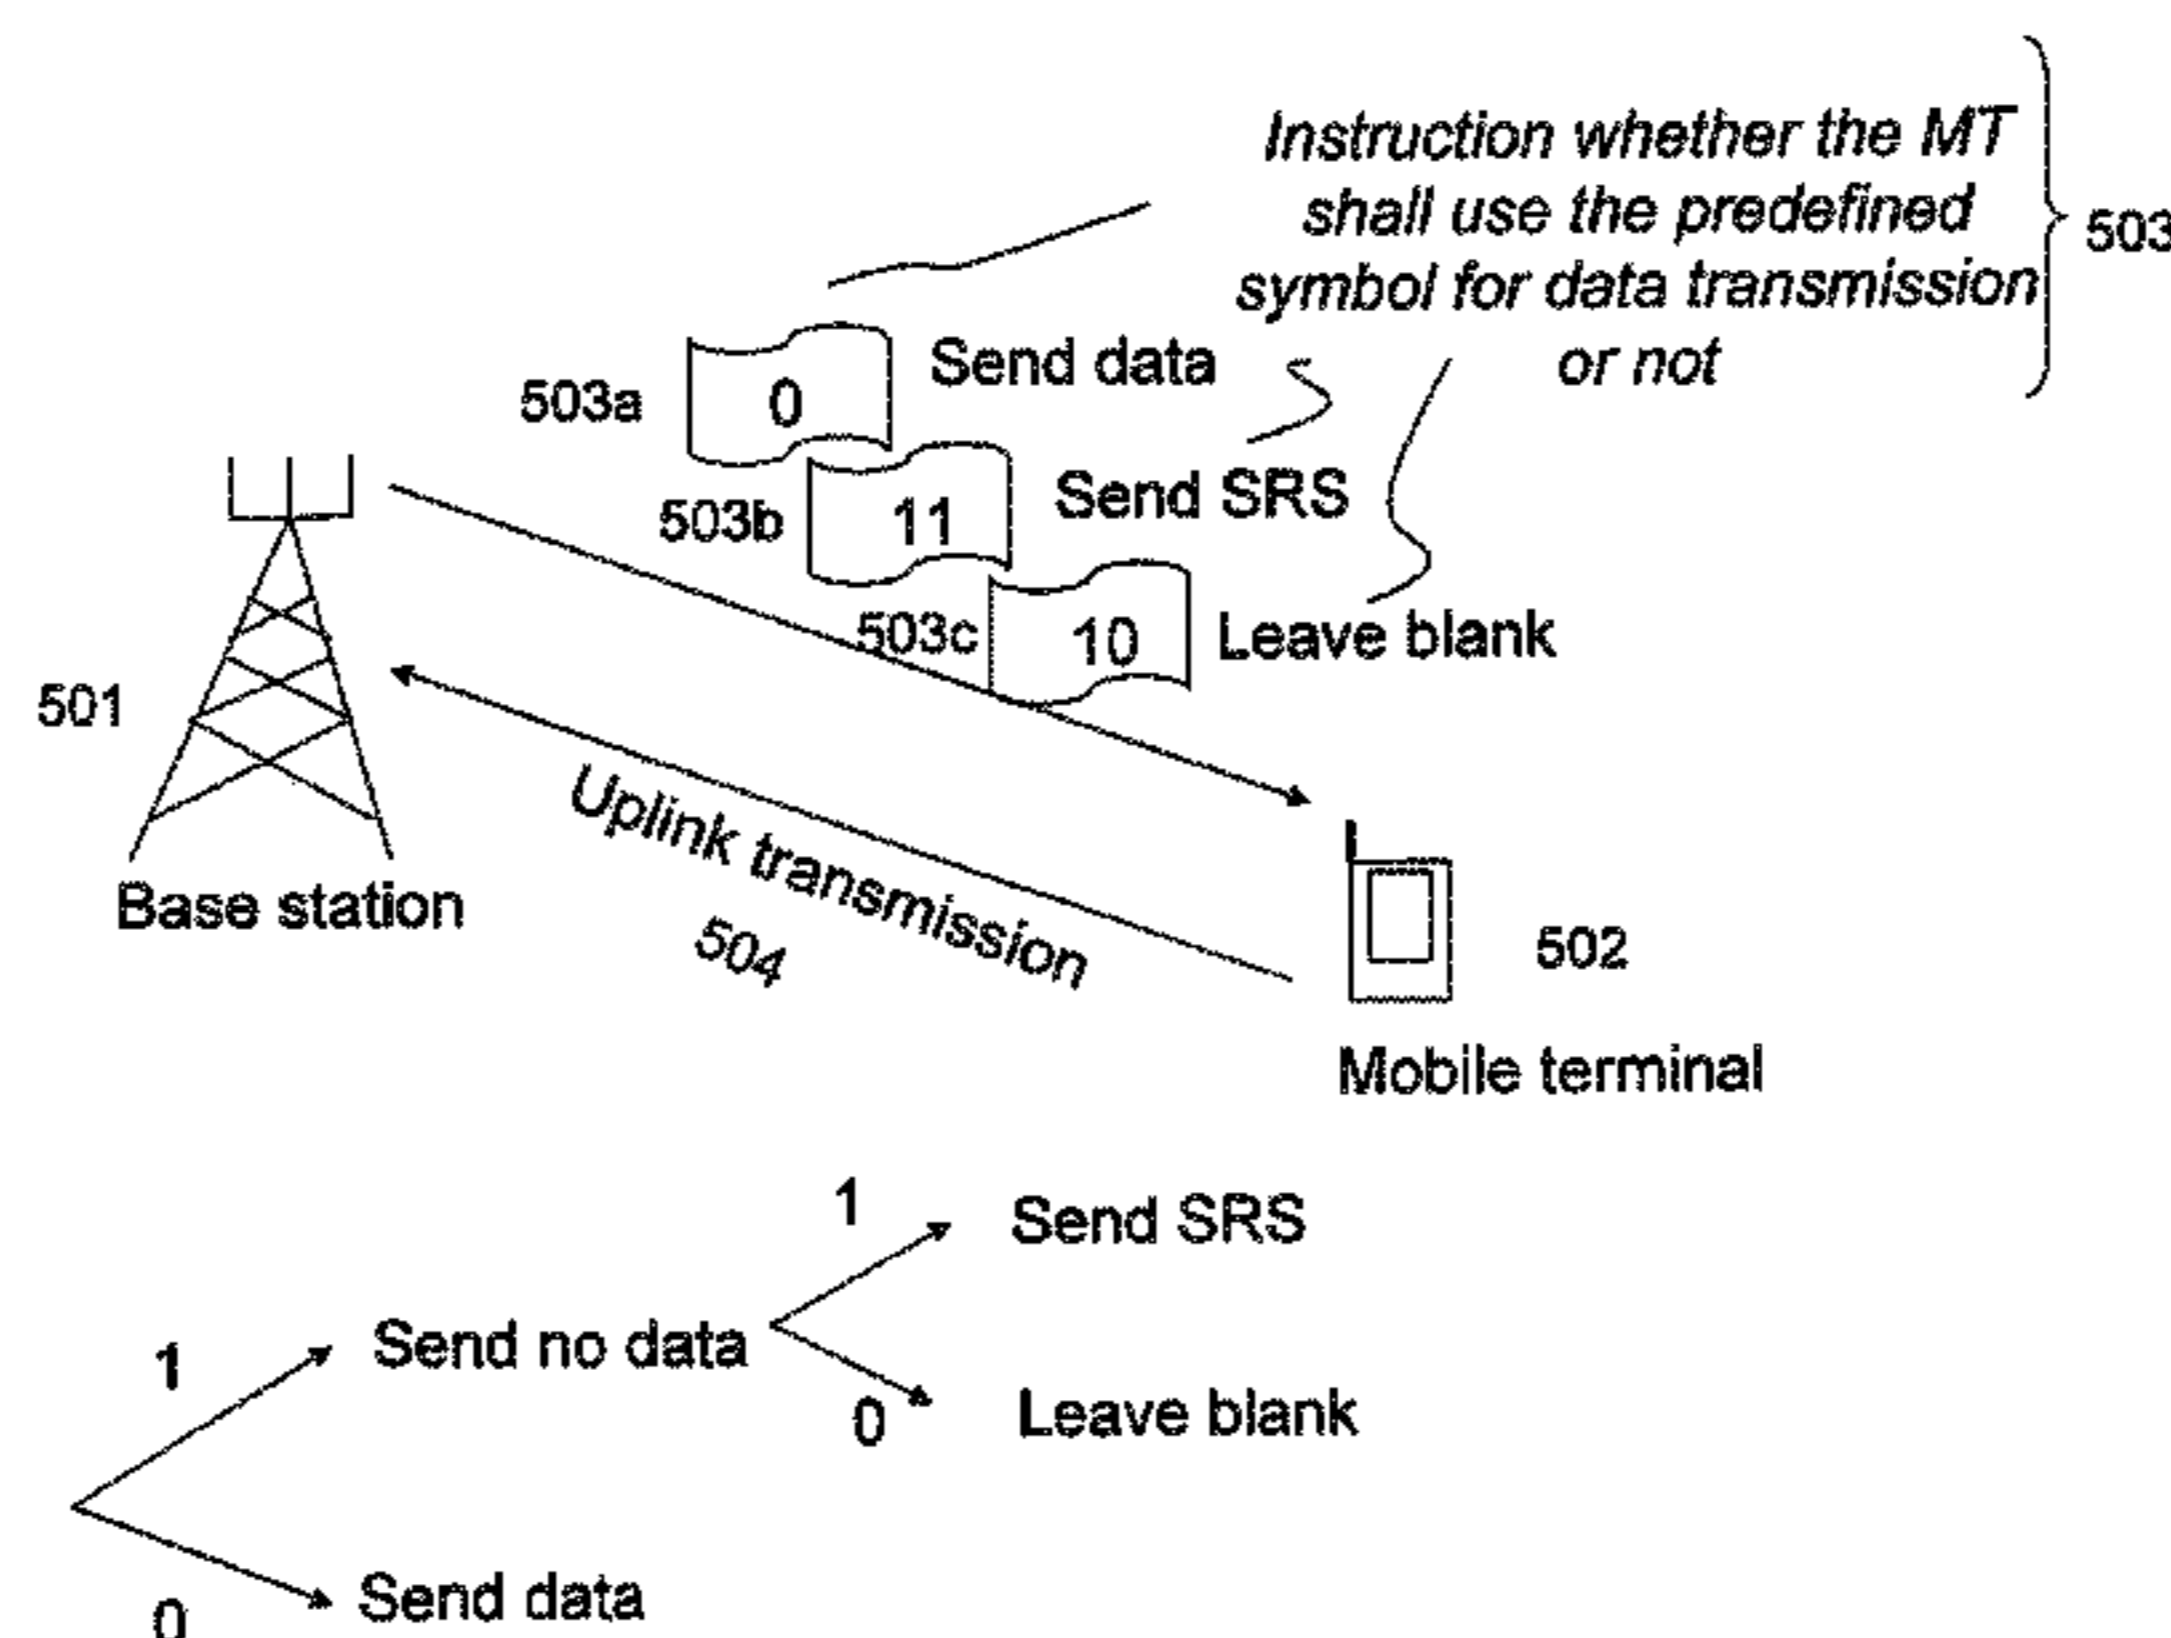 Instruction whether the MT
shall use the predefined
symbol for data transmission
or not
503
503a
0
Send data
503b
11
Send SRS
503c
10
Leave blank
501
Base station
Uplink transmission
504
502
Mobile terminal
1
Send SRS
1
Send no data
0
Leave blank
0
Send data